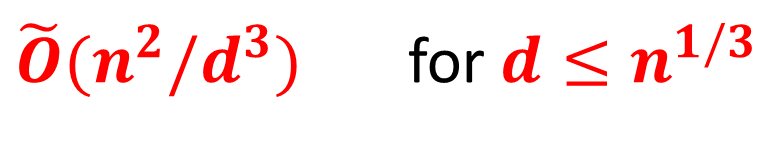 Õ(n²/d³) for d ≤ n^{1/3}